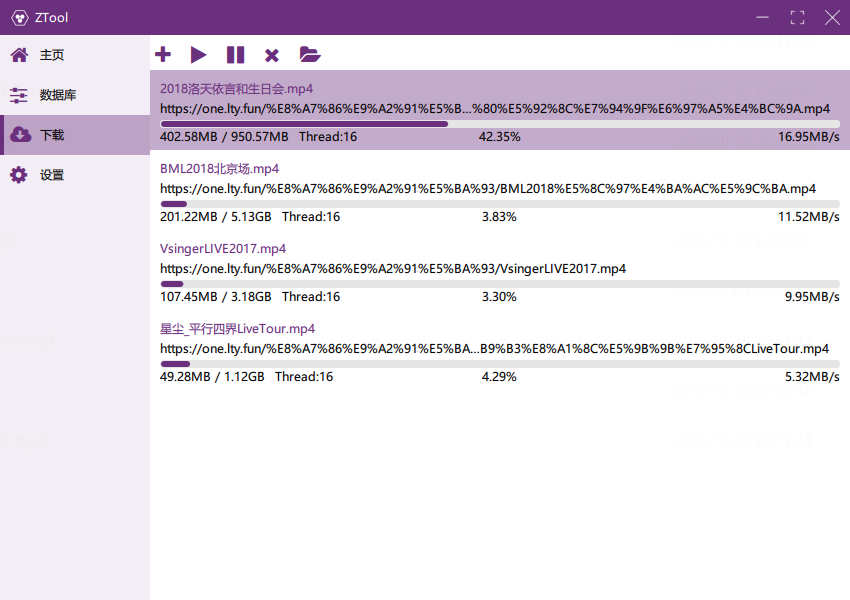 ZTool
主页
数据库
下载
设置
2018洛天依言和生日会.mp4
https://one.lty.fun/%E8%A7%86%E9%A2%91%E5%B...%80%E5%92%8C%E7%94%9F%E6%97%A5%E4%BC%9A.mp4
402.58MB / 950.57MB Thread:16 42.35% 16.95MB/s
BML2018北京场.mp4
https://one.lty.fun/%E8%A7%86%E9%A2%91%E5%BA%93/BML2018%E5%8C%97%E4%BA%AC%E5%9C%BA.mp4
201.22MB / 5.13GB Thread:16 3.83% 11.52MB/s
VsingerLIVE2017.mp4
https://one.lty.fun/%E8%A7%86%E9%A2%91%E5%BA%93/VsingerLIVE2017.mp4
107.45MB / 3.18GB Thread:16 3.30% 9.95MB/s
星尘_平行四界LiveTour.mp4
https://one.lty.fun/%E8%A7%86%E9%A2%91%E5%BA...B9%B3%E8%A1%8C%E5%9B%9B%E7%95%8CLiveTour.mp4
49.28MB / 1.12GB Thread:16 4.29% 5.32MB/s